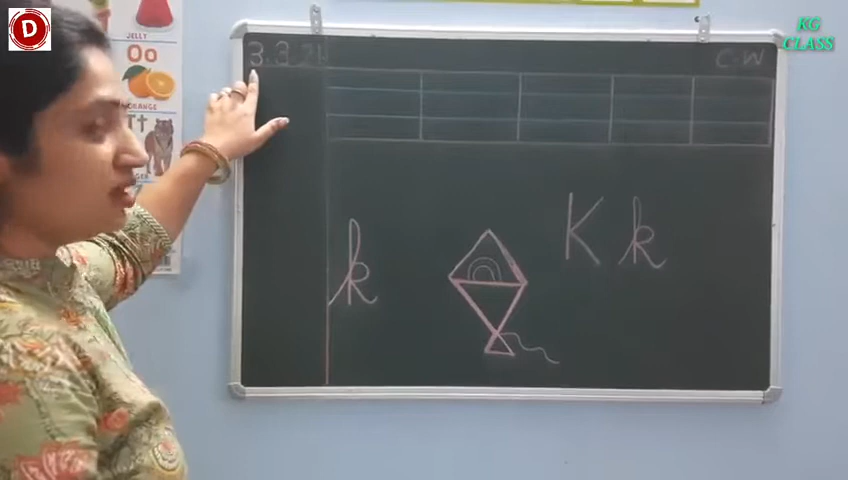 D
KG
CLASS
JELLY
Oo
ORANGE
Tt
3.3.21
C.W
k
K k